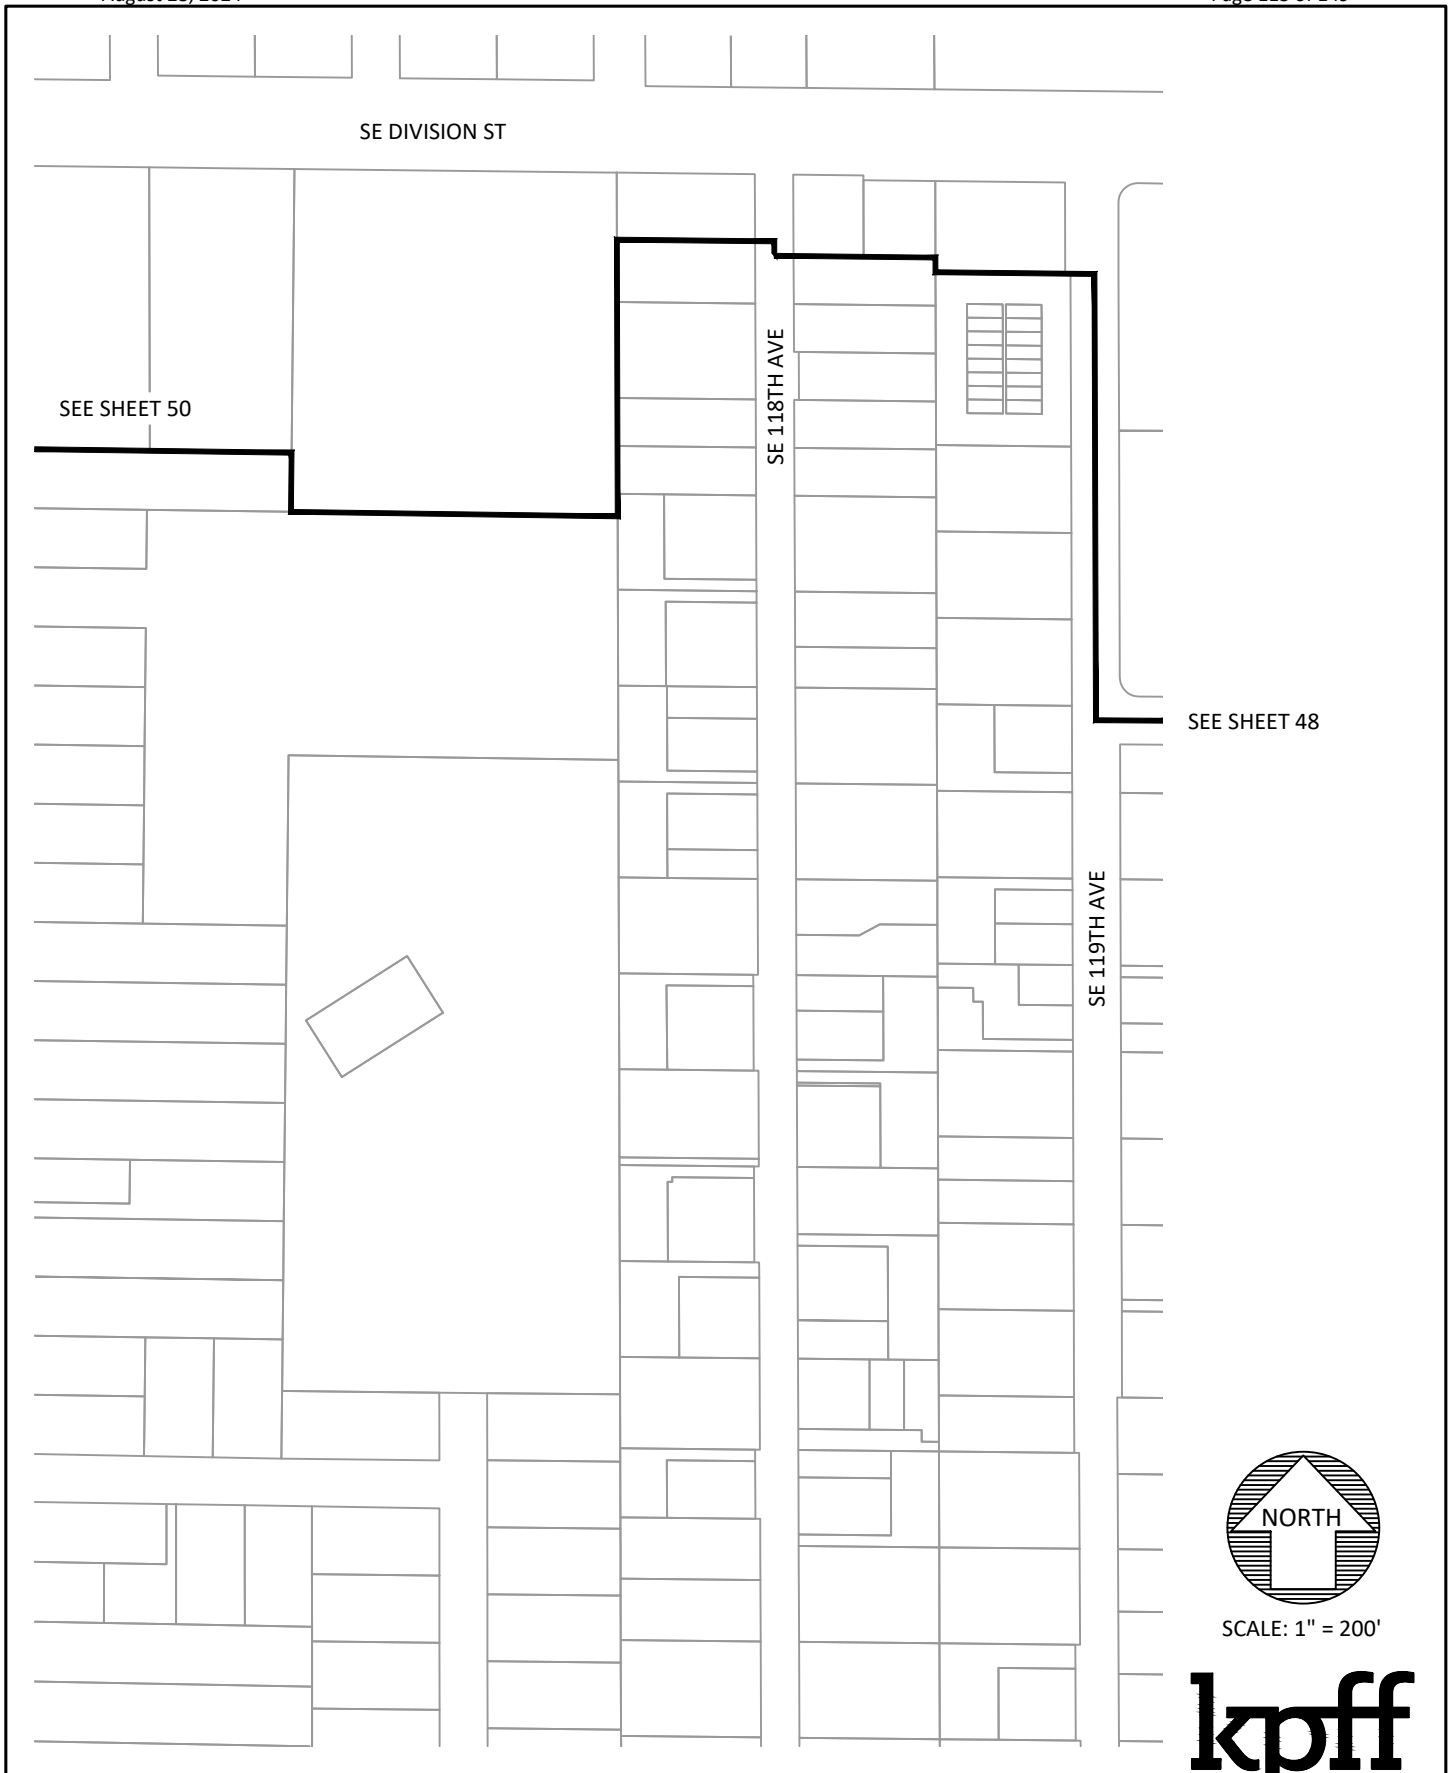 SE DIVISION ST
SEE SHEET 50
SE 118TH AVE
SEE SHEET 48
SE 119TH AVE
NORTH
SCALE: 1" = 200'
kpff